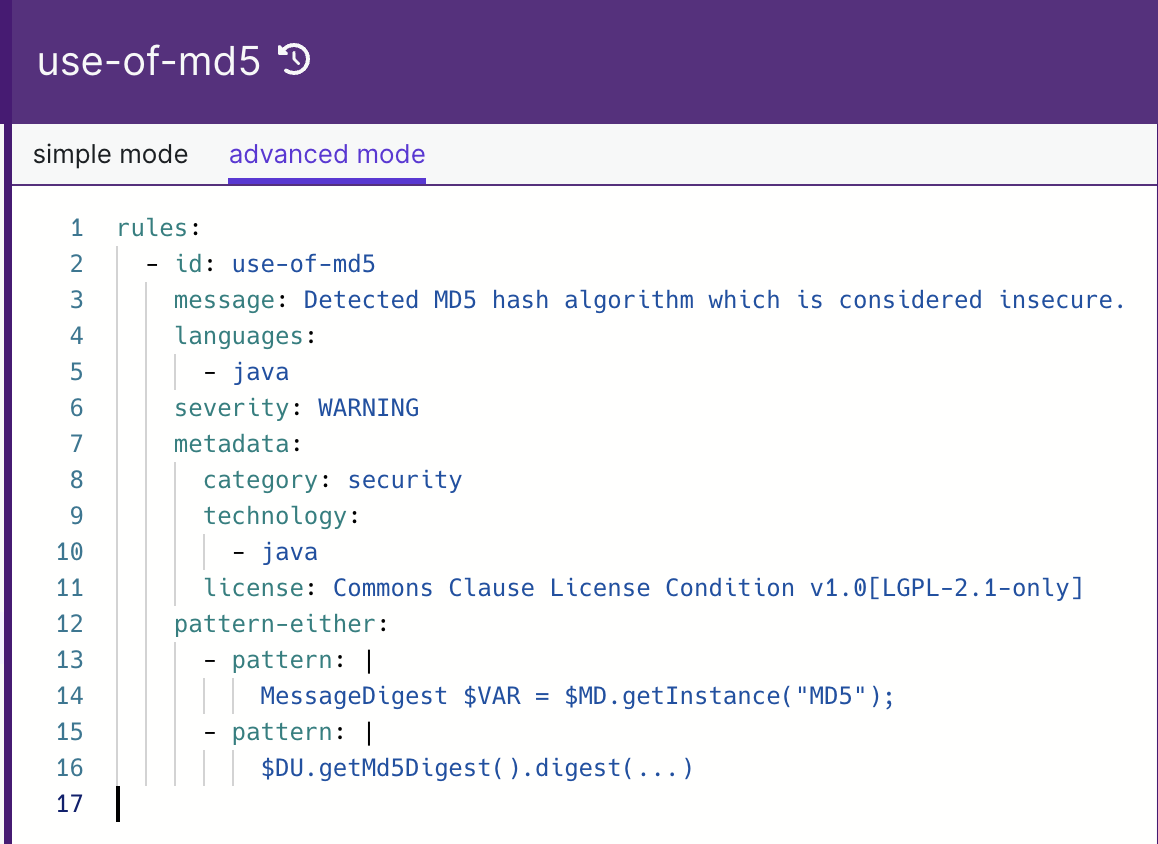 use-of-md5
simple mode advanced mode
1 rules:
2   - id: use-of-md5
3     message: Detected MD5 hash algorithm which is considered insecure.
4     languages:
5       - java
6     severity: WARNING
7     metadata:
8       category: security
9       technology:
10         - java
11       license: Commons Clause License Condition v1.0[LGPL-2.1-only]
12     pattern-either:
13       - pattern: |
14           MessageDigest $VAR = $MD.getInstance("MD5");
15       - pattern: |
16           $DU.getMd5Digest().digest(...)
17